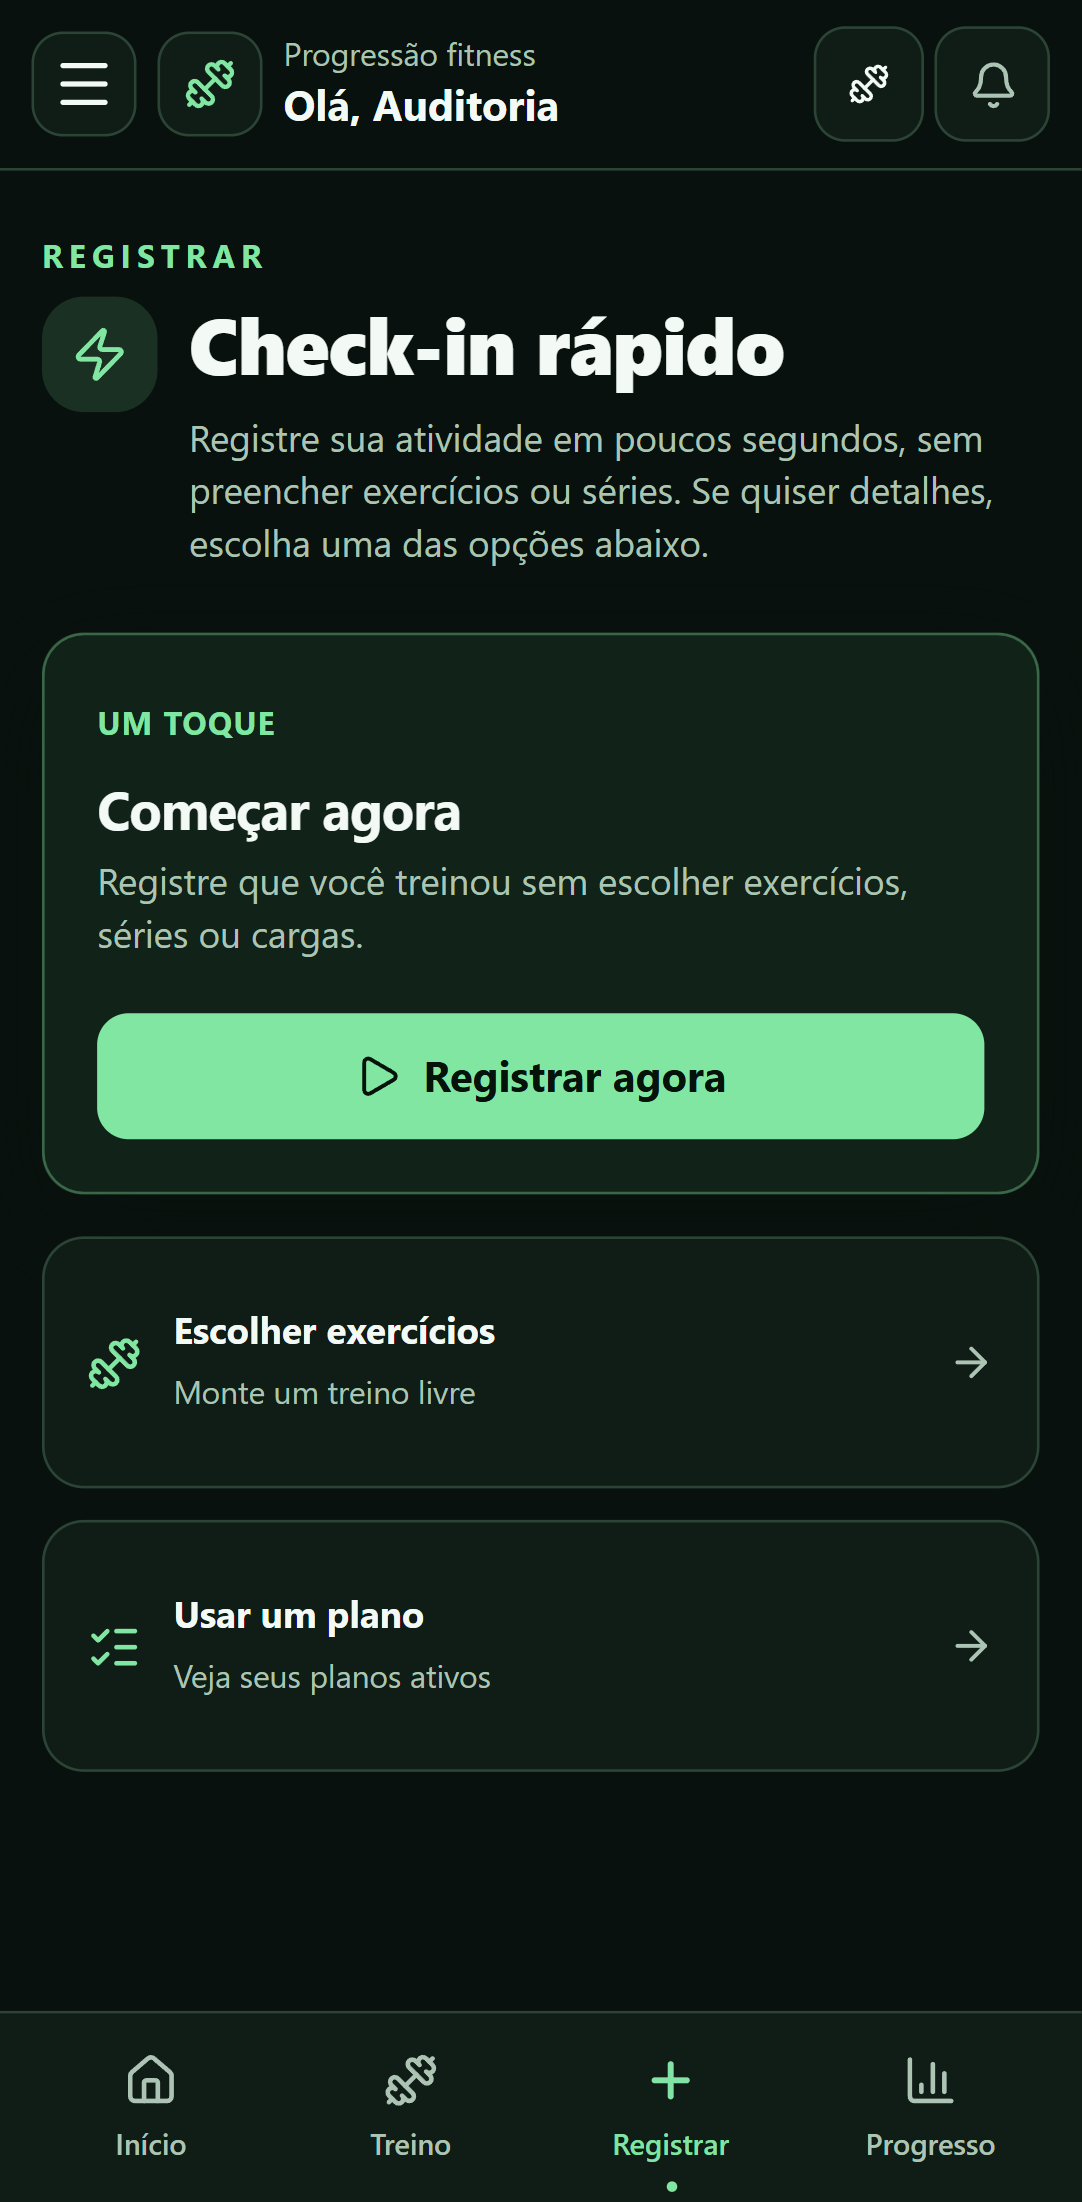 Progressão fitness
Olá, Auditoria
REGISTRAR
Check-in rápido
Registre sua atividade em poucos segundos, sem
preencher exercícios ou séries. Se quiser detalhes,
escolha uma das opções abaixo.
UM TOQUE
Começar agora
Registre que você treinou sem escolher exercícios,
séries ou cargas.
Registrar agora
Escolher exercícios
Monte um treino livre
Usar um plano
Veja seus planos ativos
Início
Treino
Registrar
Progresso